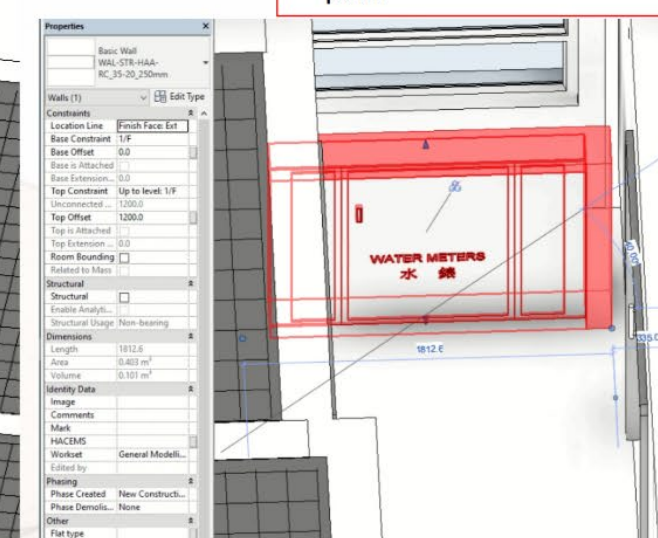 Properties
Basic Wall
WAL-STR-HAA-
RC_35-20_250mm
Walls (1) Edit Type
Constraints
Location Line Finish Face: Ext
Base Constraint 1/F
Base Offset 0.0
Base is Attached
Base Extension... 0.0
Top Constraint Up to level: 1/F
Unconnected ... 1200.0
Top Offset 1200.0
Top is Attached
Top Extension ... 0.0
Room Bounding
Related to Mass
Structural
Structural
Enable Analyti...
Structural Usage Non-bearing
Dimensions
Length 1812.6
Area 0.403 m²
Volume 0.101 m³
Identity Data
Image
Comments
Mark
HACEMS
Workset General Modelli...
Edited by
Phasing
Phase Created New Constructi...
Phase Demolis... None
Other
Flat type
WATER METERS
水 錶
1812.6